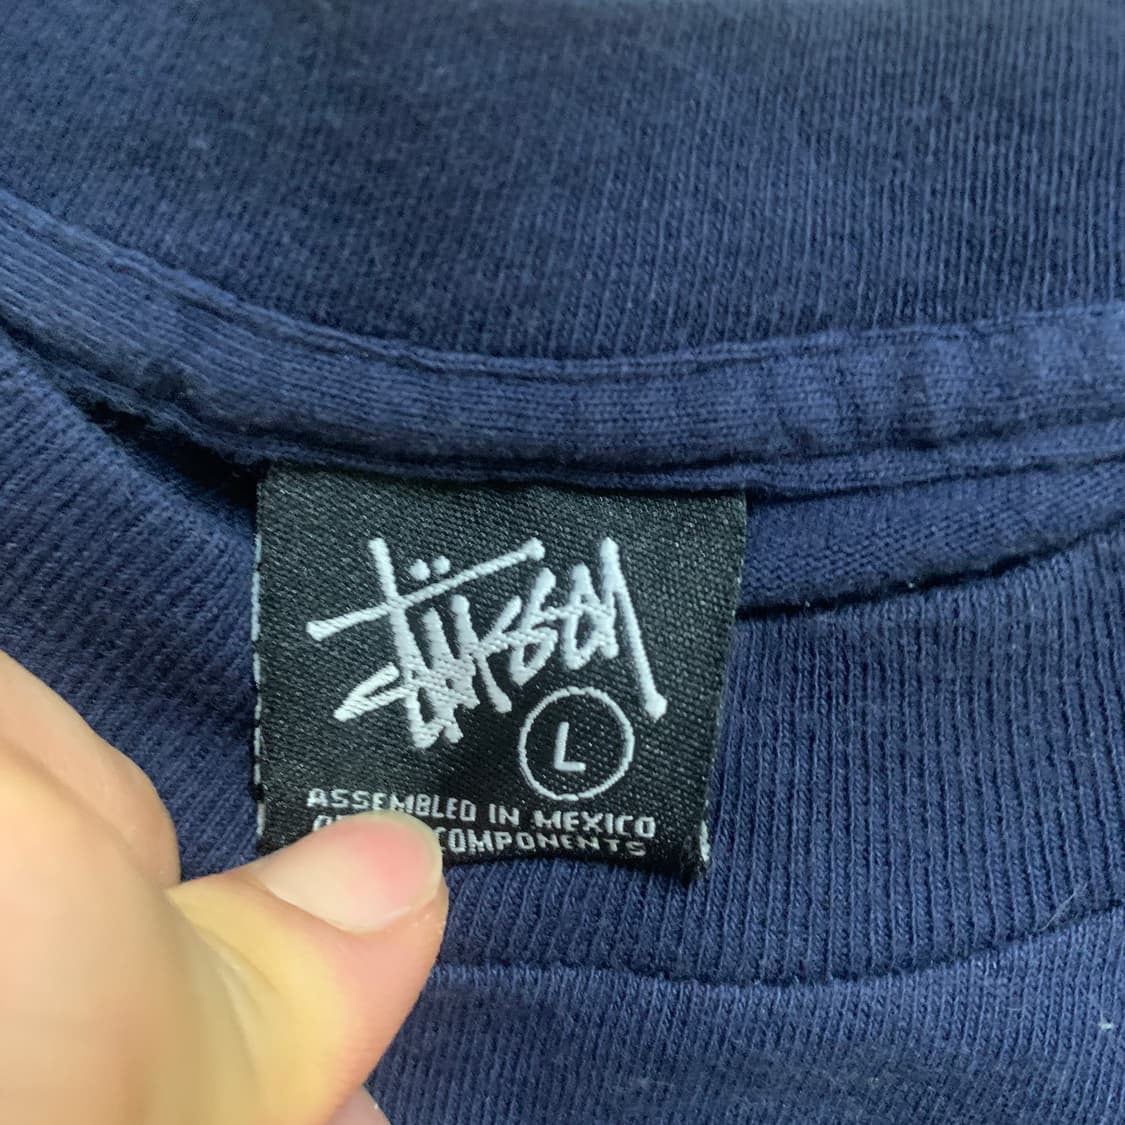 Stüssy
L
ASSEMBLED IN MEXICO
COMPONENTS